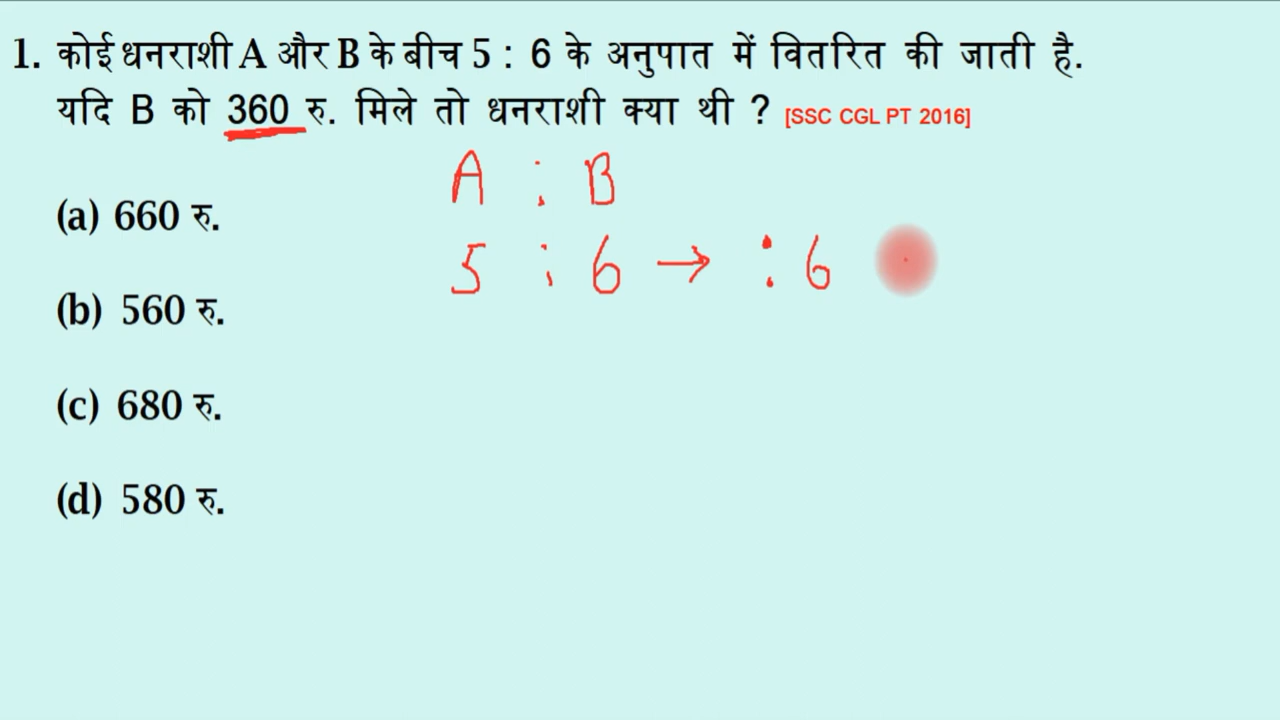 1. कोई धनराशी A और B के बीच 5 : 6 के अनुपात में वितरित की जाती है.
यदि B को 360 रु. मिले तो धनराशी क्या थी ? [SSC CGL PT 2016]
A : B
(a) 660 रु.
5 : 6 → : 6
(b) 560 रु.
(c) 680 रु.
(d) 580 रु.